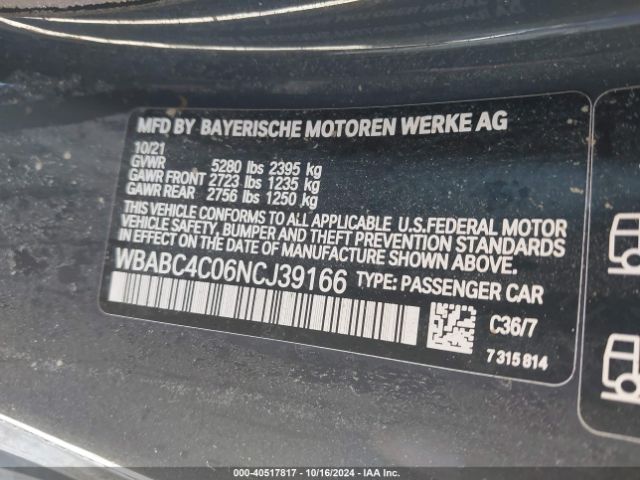 MFD BY BAYERISCHE MOTOREN WERKE AG
10/21
GVWR 5280 lbs 2395 kg
GAWR FRONT 2723 lbs 1235 kg
GAWR REAR 2756 lbs 1250 kg
THIS VEHICLE CONFORMS TO ALL APPLICABLE U.S.FEDERAL MOTOR
VEHICLE SAFETY, BUMPER AND THEFT PREVENTION STANDARDS
IN EFFECT ON THE DATE OF MANUFACTURE SHOWN ABOVE.
WBABC4C06NCJ39166 TYPE: PASSENGER CAR
C36/7
7315814
000-40517817 - 10/16/2024 - IAA Inc.